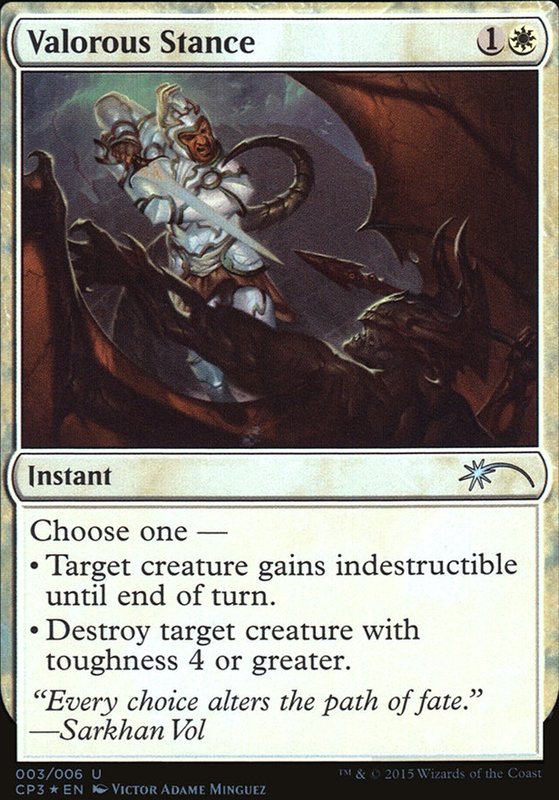 Valorous Stance 1
Instant
Choose one —
• Target creature gains indestructible
until end of turn.
• Destroy target creature with
toughness 4 or greater.
“Every choice alters the path of fate.”
—Sarkhan Vol
003/006 U
CP3 ★ EN Victor Adame Minguez
™ & © 2015 Wizards of the Coast